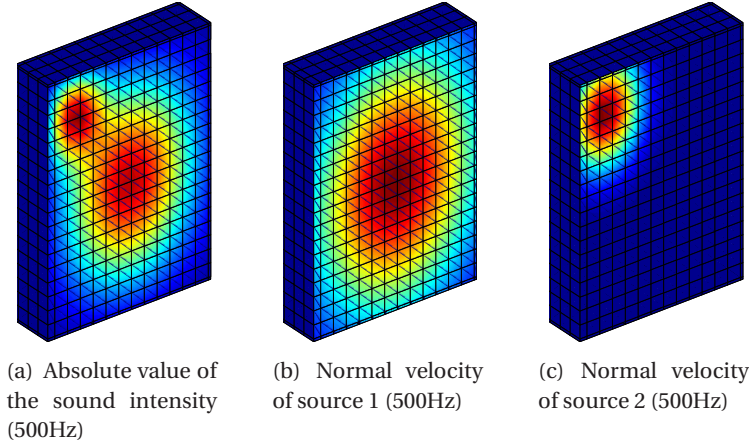 (a) Absolute value of
the sound intensity
(500Hz)
(b) Normal velocity
of source 1 (500Hz)
(c) Normal velocity
of source 2 (500Hz)